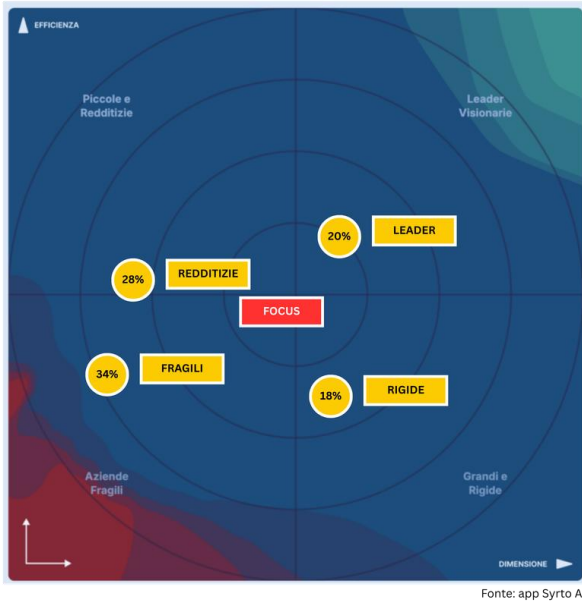 EFFICIENZA
Piccole e
Redditizie
Leader
Visionarie
20%
LEADER
28%
REDDITIZIE
FOCUS
34%
FRAGILI
18%
RIGIDE
Aziende
Fragili
Grandi e
Rigide
DIMENSIONE
Fonte: app Syrto A